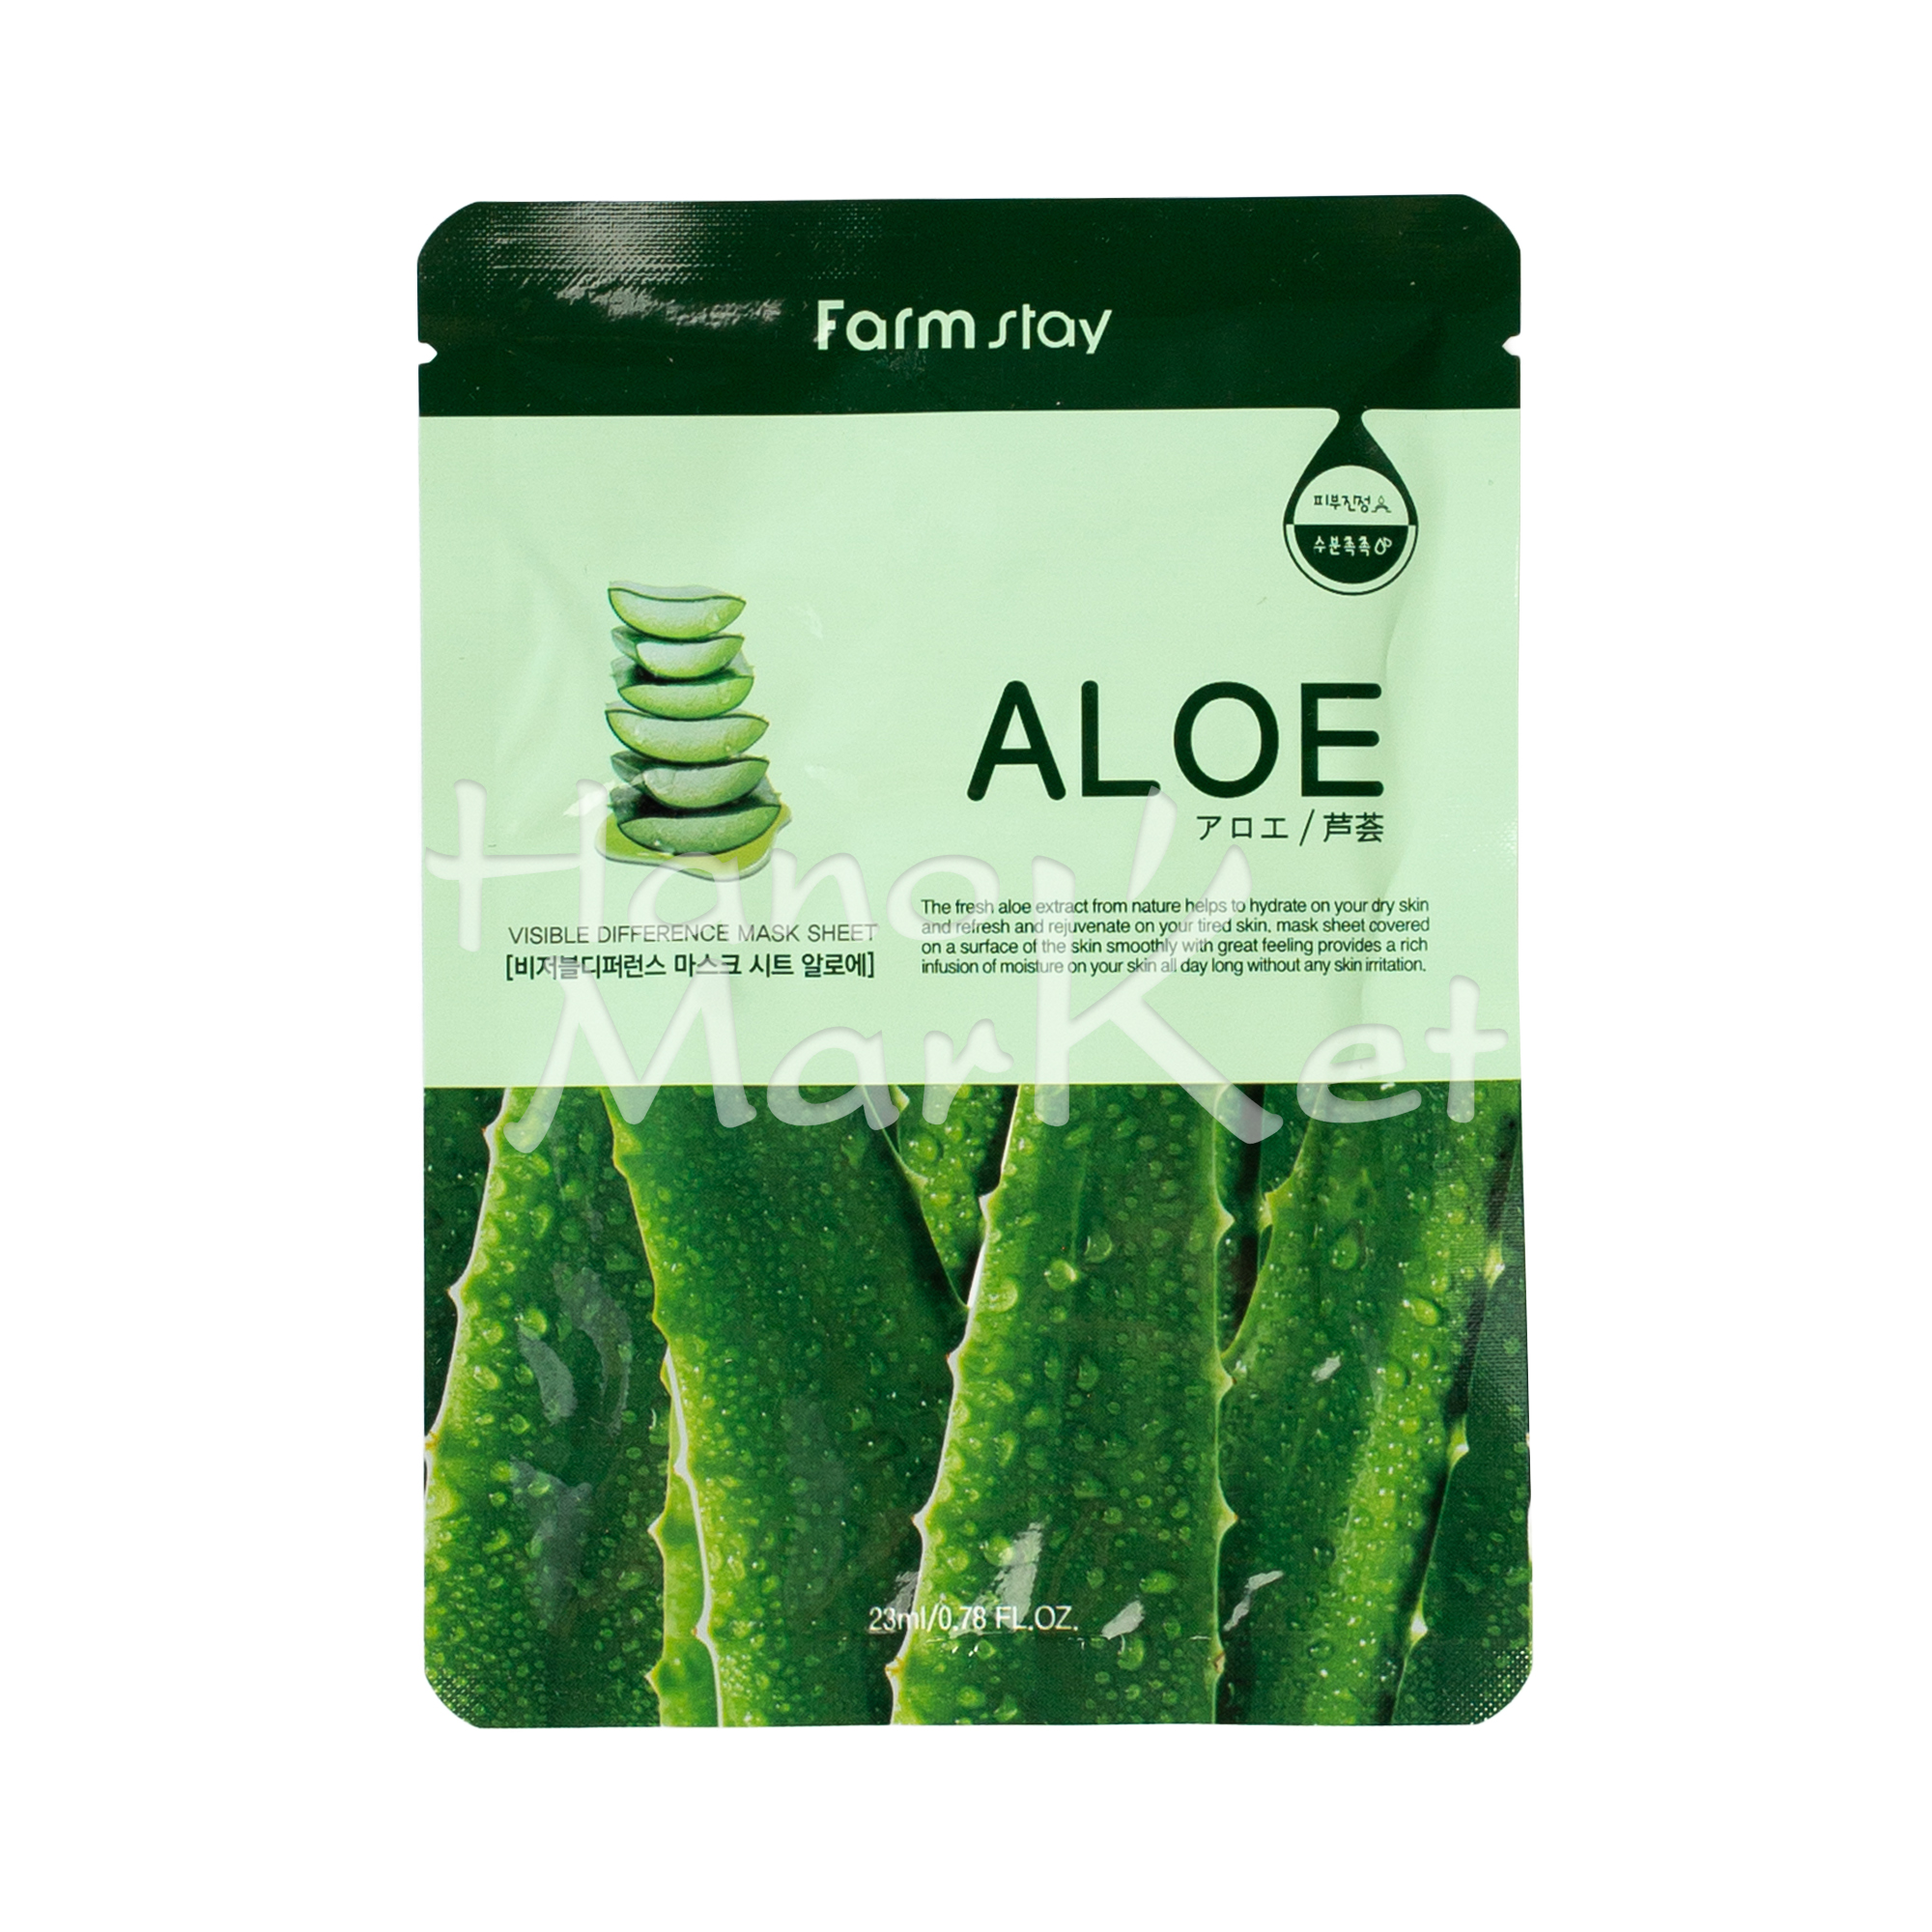 Farm stay
피부진정
수분촉촉
ALOE
アロエ / 芦荟
The fresh aloe extract from nature helps to hydrate on your dry skin
and refresh and rejuvenate on your tired skin, mask sheet covered
on a surface of the skin smoothly with great feeling provides a rich
infusion of moisture on your skin all day long without any skin irritation.
VISIBLE DIFFERENCE MASK SHEET
[비저블디퍼런스 마스크 시트 알로에]
Hanok
Market
23ml/0.78 FL.OZ.